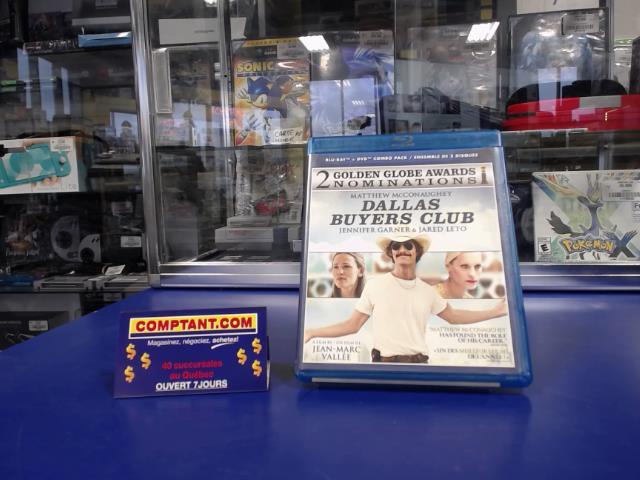 SONIC
CARTE
BLU-RAY + DVD COMBO PACK / ENSEMBLE DE 2 DISQUES
2 GOLDEN GLOBE AWARDS
NOMINATIONS
MATTHEW McCONAUGHEY
DALLAS
BUYERS CLUB
JENNIFER GARNER & JARED LETO
A FILM BY / UN FILM DE
JEAN-MARC
VALLÉE
"MATTHEW McCONAUGHEY
HAS FOUND THE ROLE
OF HIS CAREER."
COMPTANT.COM
Magasinez, négociez, achetez!
40 succursales
au Québec
OUVERT 7JOURS
POKÉMON X
E